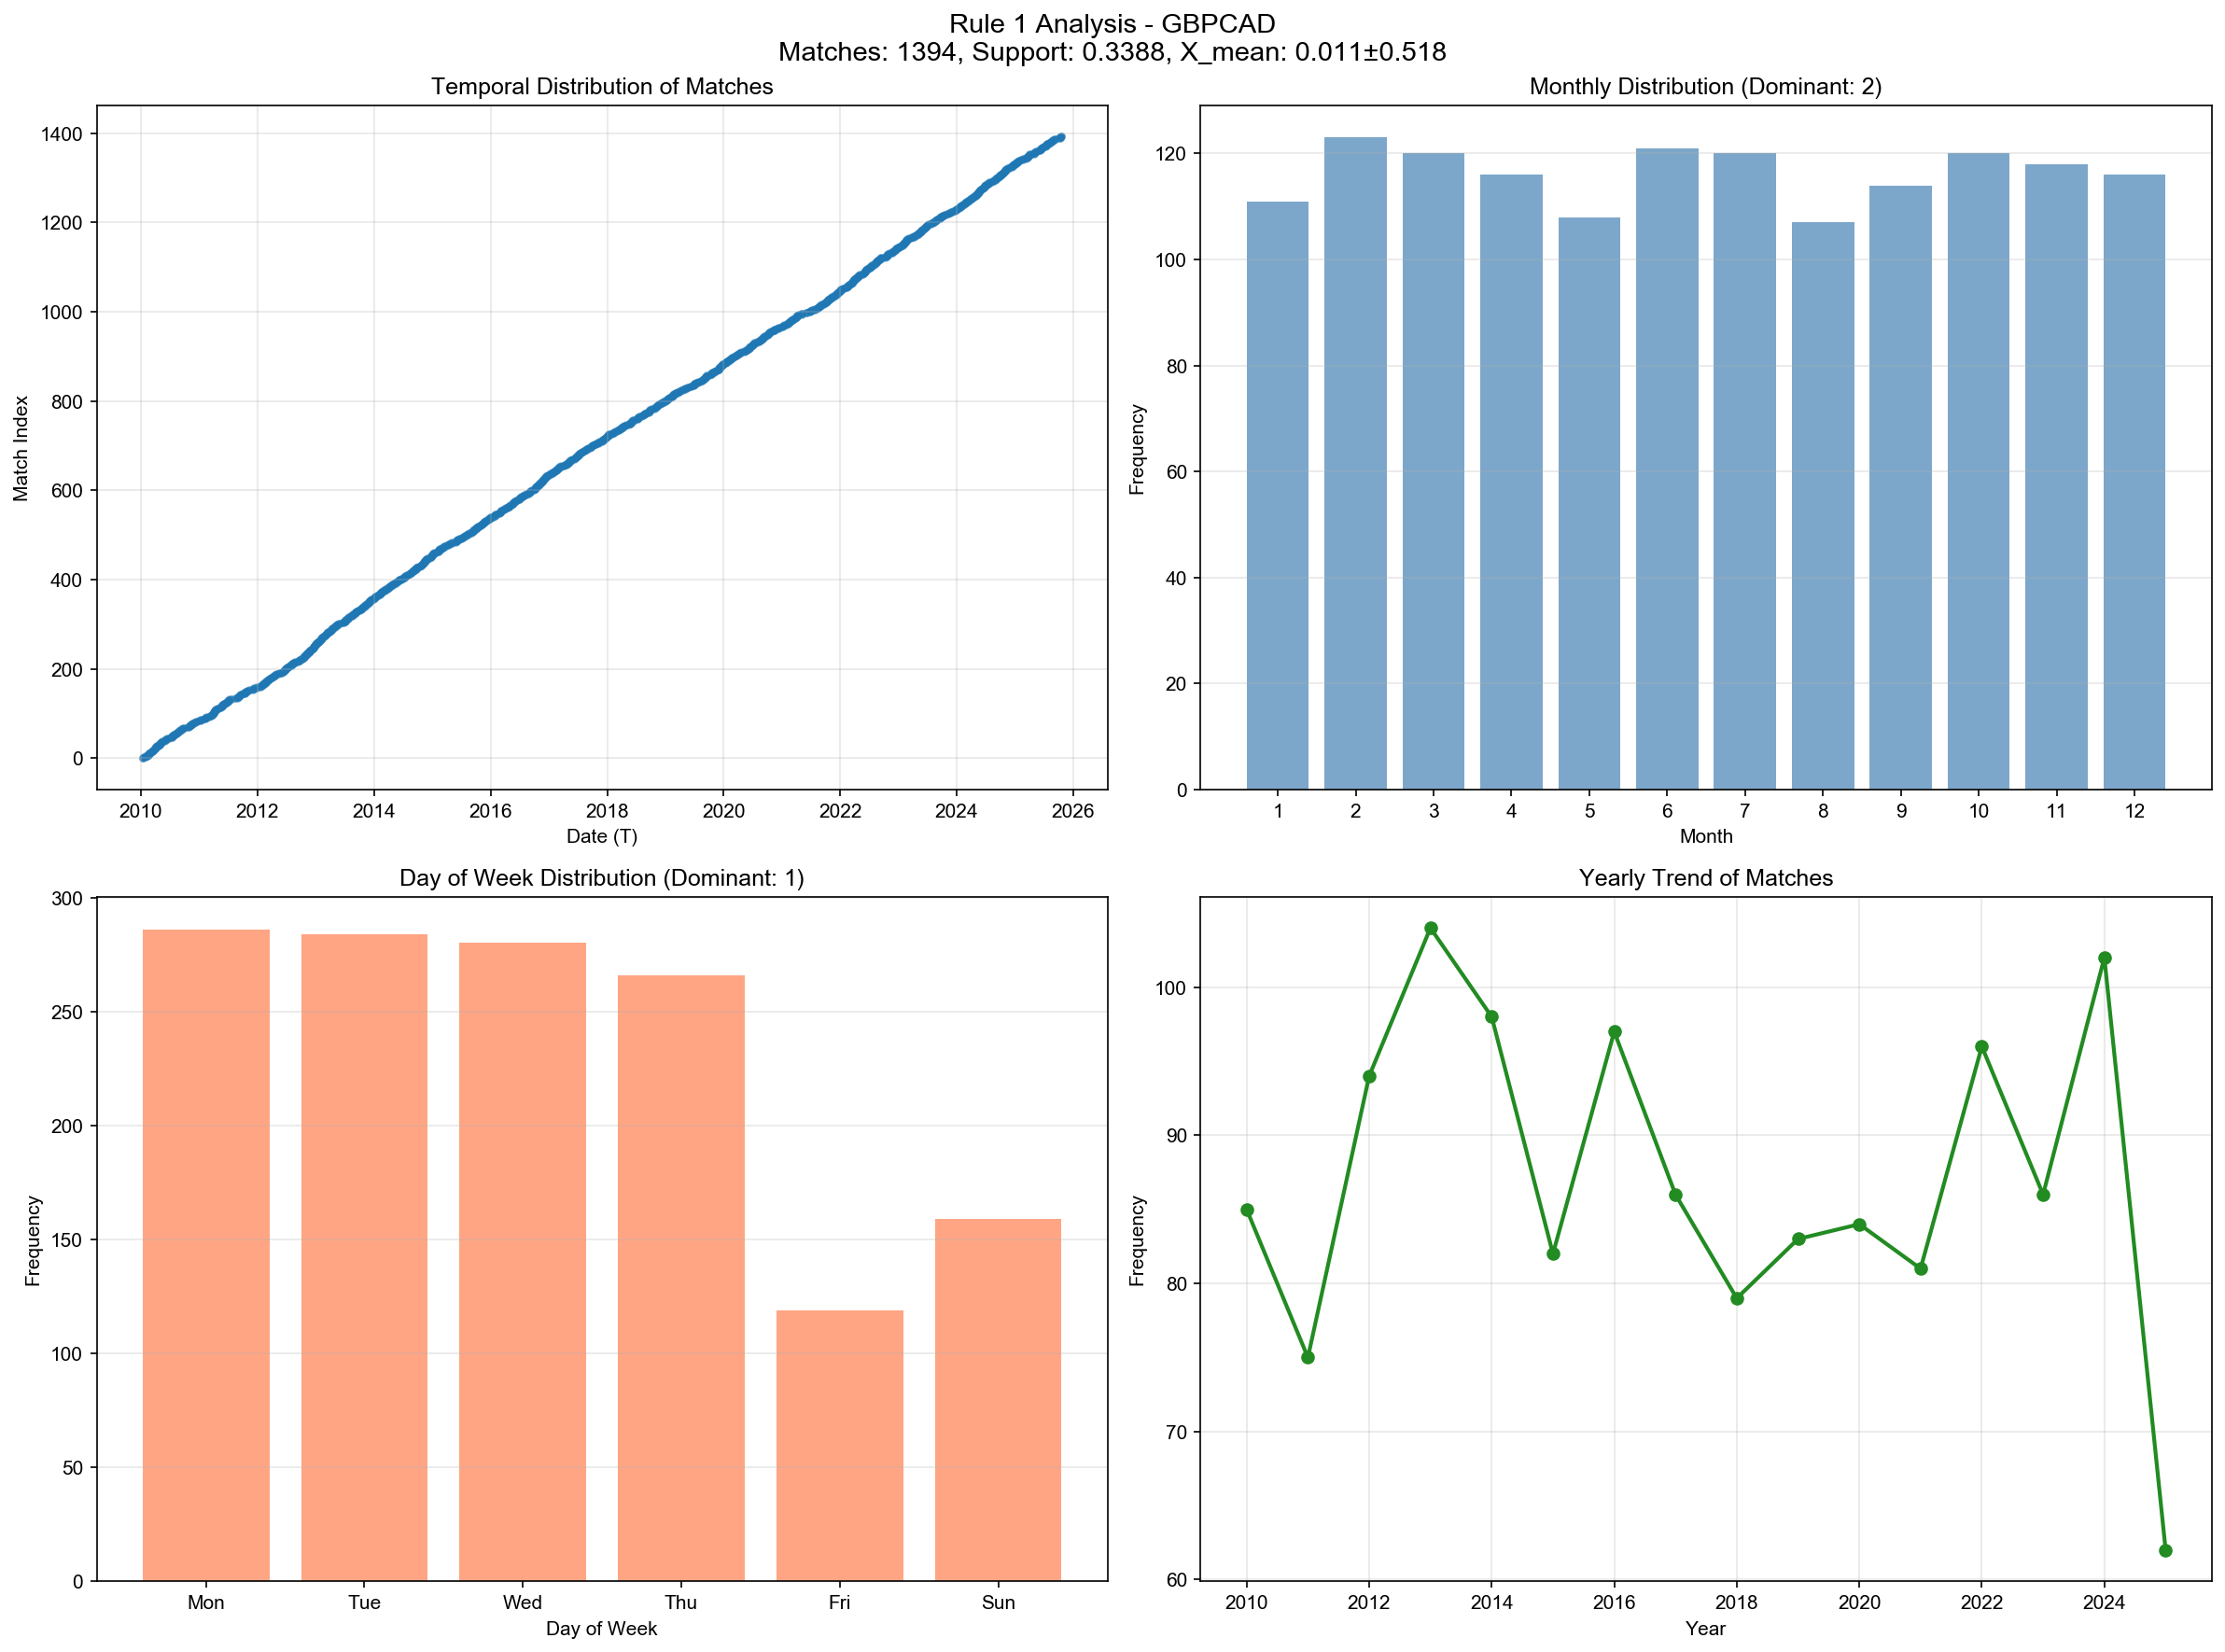 Rule 1 Analysis - GBPCAD
Matches: 1394, Support: 0.3388, X_mean: 0.011±0.518
Temporal Distribution of Matches
1400
1200
1000
800
600
400
200
0
Match Index
2010 2012 2014 2016 2018 2020 2022 2024 2026
Date (T)
Monthly Distribution (Dominant: 2)
120
100
80
60
40
20
0
Frequency
1 2 3 4 5 6 7 8 9 10 11 12
Month
Day of Week Distribution (Dominant: 1)
300
250
200
150
100
50
0
Frequency
Mon Tue Wed Thu Fri Sun
Day of Week
Yearly Trend of Matches
100
90
80
70
60
Frequency
2010 2012 2014 2016 2018 2020 2022 2024
Year